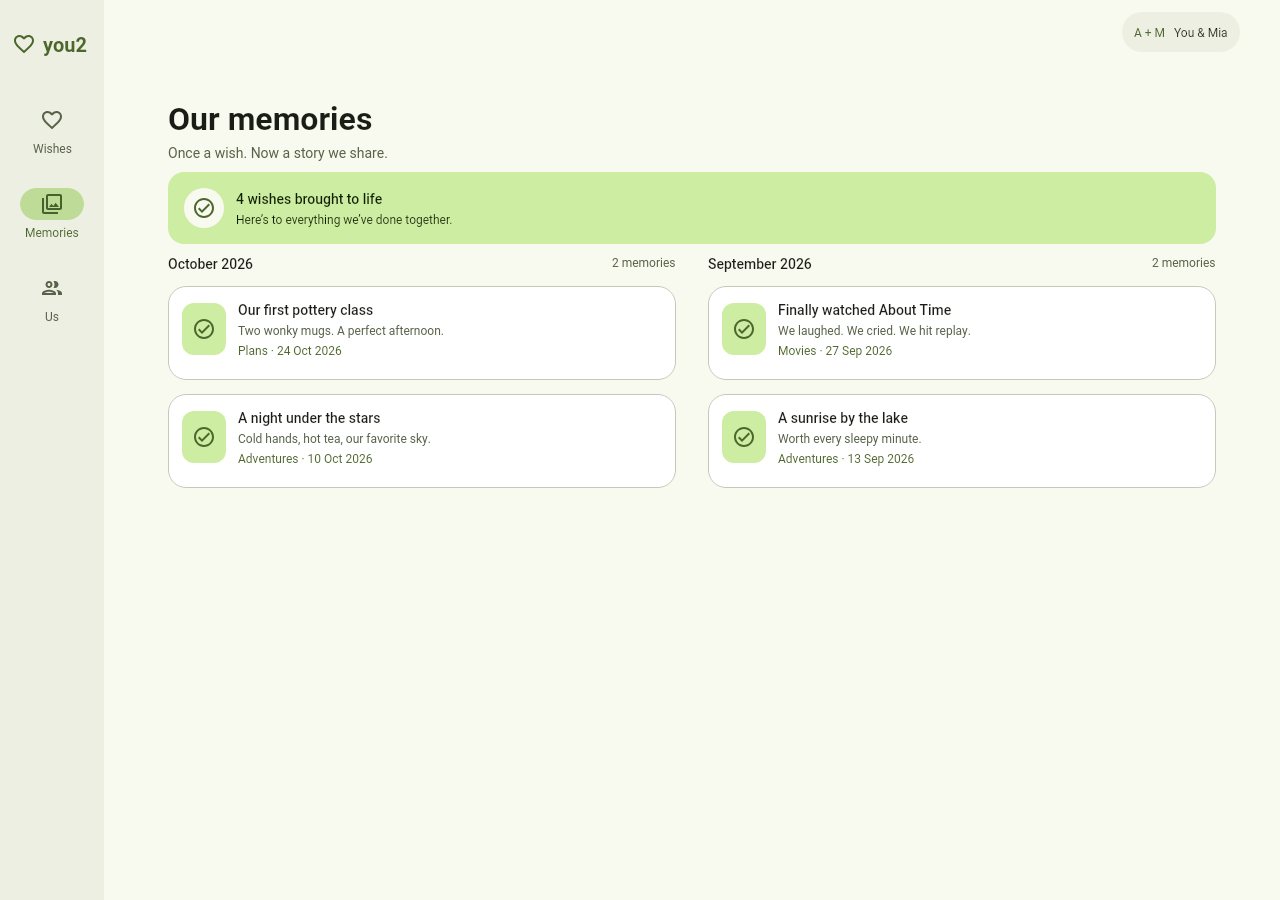 you2
A + M You & Mia
Wishes
Memories
Us
Our memories
Once a wish. Now a story we share.
4 wishes brought to life
Here’s to everything we’ve done together.
October 2026
2 memories
Our first pottery class
Two wonky mugs. A perfect afternoon.
Plans · 24 Oct 2026
A night under the stars
Cold hands, hot tea, our favorite sky.
Adventures · 10 Oct 2026
September 2026
2 memories
Finally watched About Time
We laughed. We cried. We hit replay.
Movies · 27 Sep 2026
A sunrise by the lake
Worth every sleepy minute.
Adventures · 13 Sep 2026